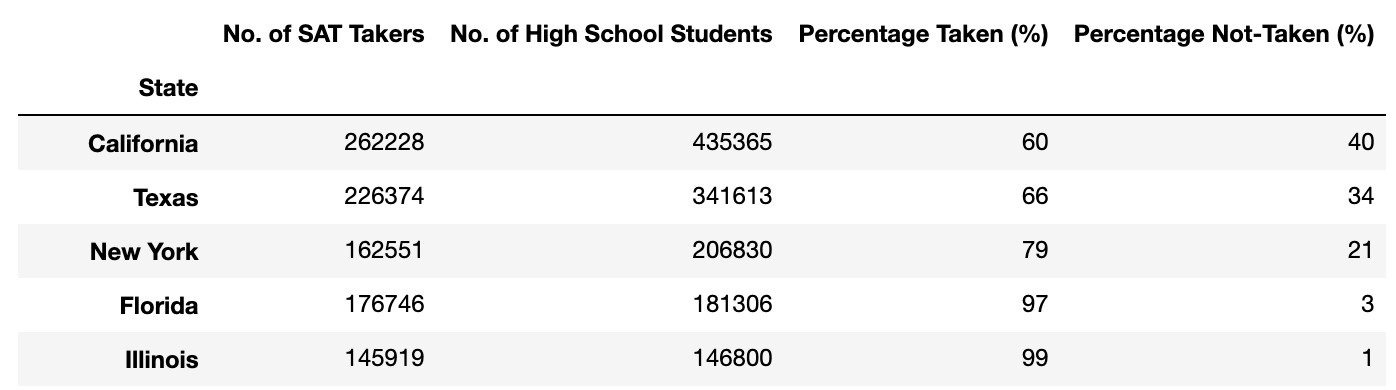 No. of SAT Takers No. of High School Students Percentage Taken (%) Percentage Not-Taken (%)
State
California 262228 435365 60 40
Texas 226374 341613 66 34
New York 162551 206830 79 21
Florida 176746 181306 97 3
Illinois 145919 146800 99 1